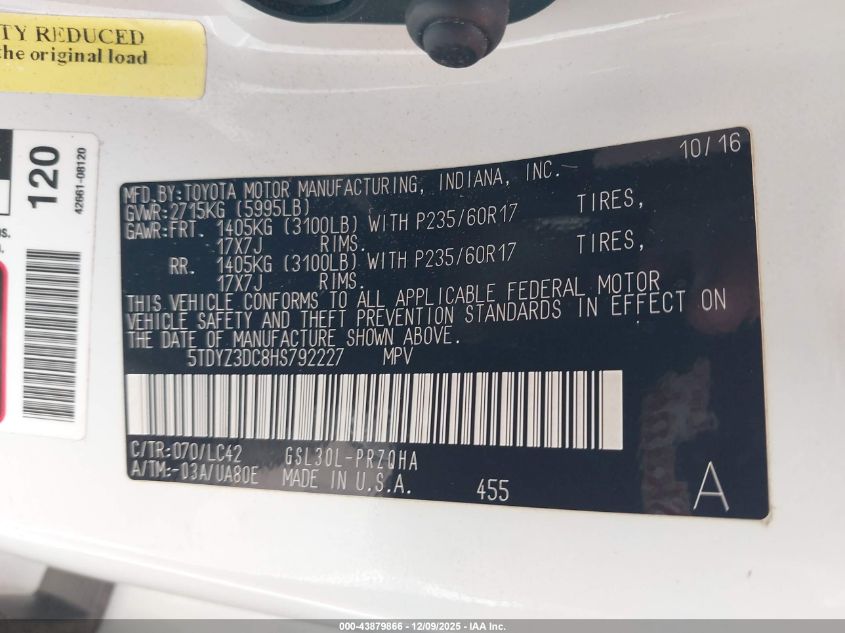 TY REDUCED
the original load
120
42661-08120
10/16
MFD.BY:TOYOTA MOTOR MANUFACTURING, INDIANA, INC.
GVWR:2715KG (5995LB)
GAWR:FRT. 1405KG (3100LB) WITH P235/60R17 TIRES,
17X7J RIMS.
RR. 1405KG (3100LB) WITH P235/60R17 TIRES,
17X7J RIMS.
THIS VEHICLE CONFORMS TO ALL APPLICABLE FEDERAL MOTOR
VEHICLE SAFETY AND THEFT PREVENTION STANDARDS IN EFFECT ON
THE DATE OF MANUFACTURE SHOWN ABOVE.
5TDYZ3DC8HS792227 MPV
C/TR:070/LC42 GSL30L-PRZQHA
A/TM:-03A/UA80E MADE IN U.S.A. 455 A
000-43879866 - 12/09/2025 - IAA Inc.